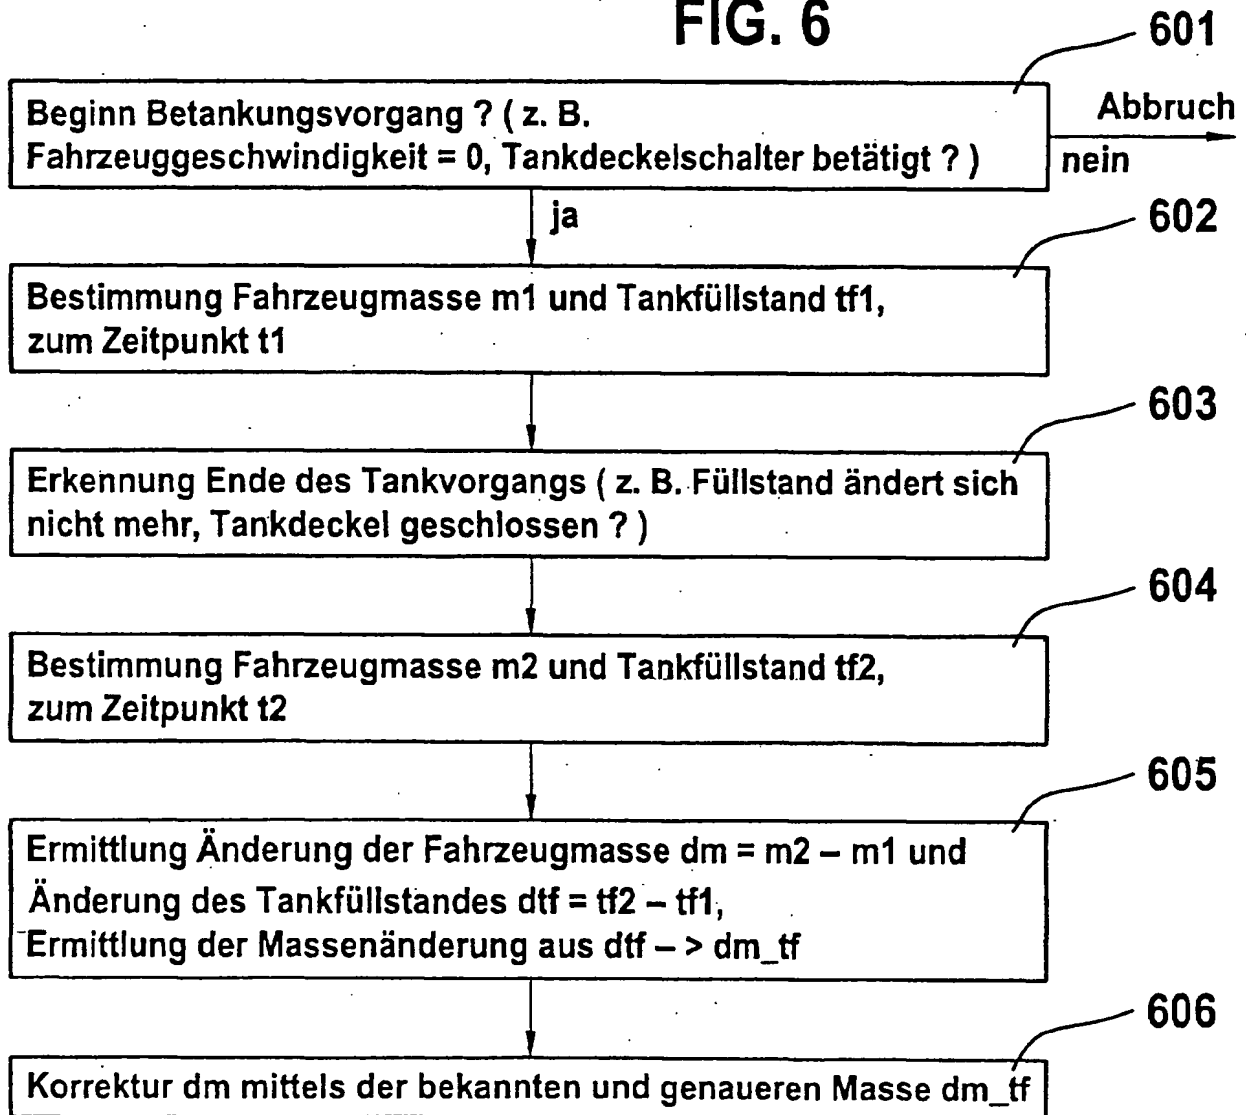 FIG. 6
601
Beginn Betankungsvorgang ? ( z. B.
Fahrzeuggeschwindigkeit = 0, Tankdeckelschalter betätigt ? )
Abbruch
nein
ja
602
Bestimmung Fahrzeugmasse m1 und Tankfüllstand tf1,
zum Zeitpunkt t1
603
Erkennung Ende des Tankvorgangs ( z. B. Füllstand ändert sich
nicht mehr, Tankdeckel geschlossen ? )
604
Bestimmung Fahrzeugmasse m2 und Tankfüllstand tf2,
zum Zeitpunkt t2
605
Ermittlung Änderung der Fahrzeugmasse dm = m2 – m1 und
Änderung des Tankfüllstandes dtf = tf2 – tf1,
Ermittlung der Massenänderung aus dtf – > dm_tf
606
Korrektur dm mittels der bekannten und genaueren Masse dm_tf